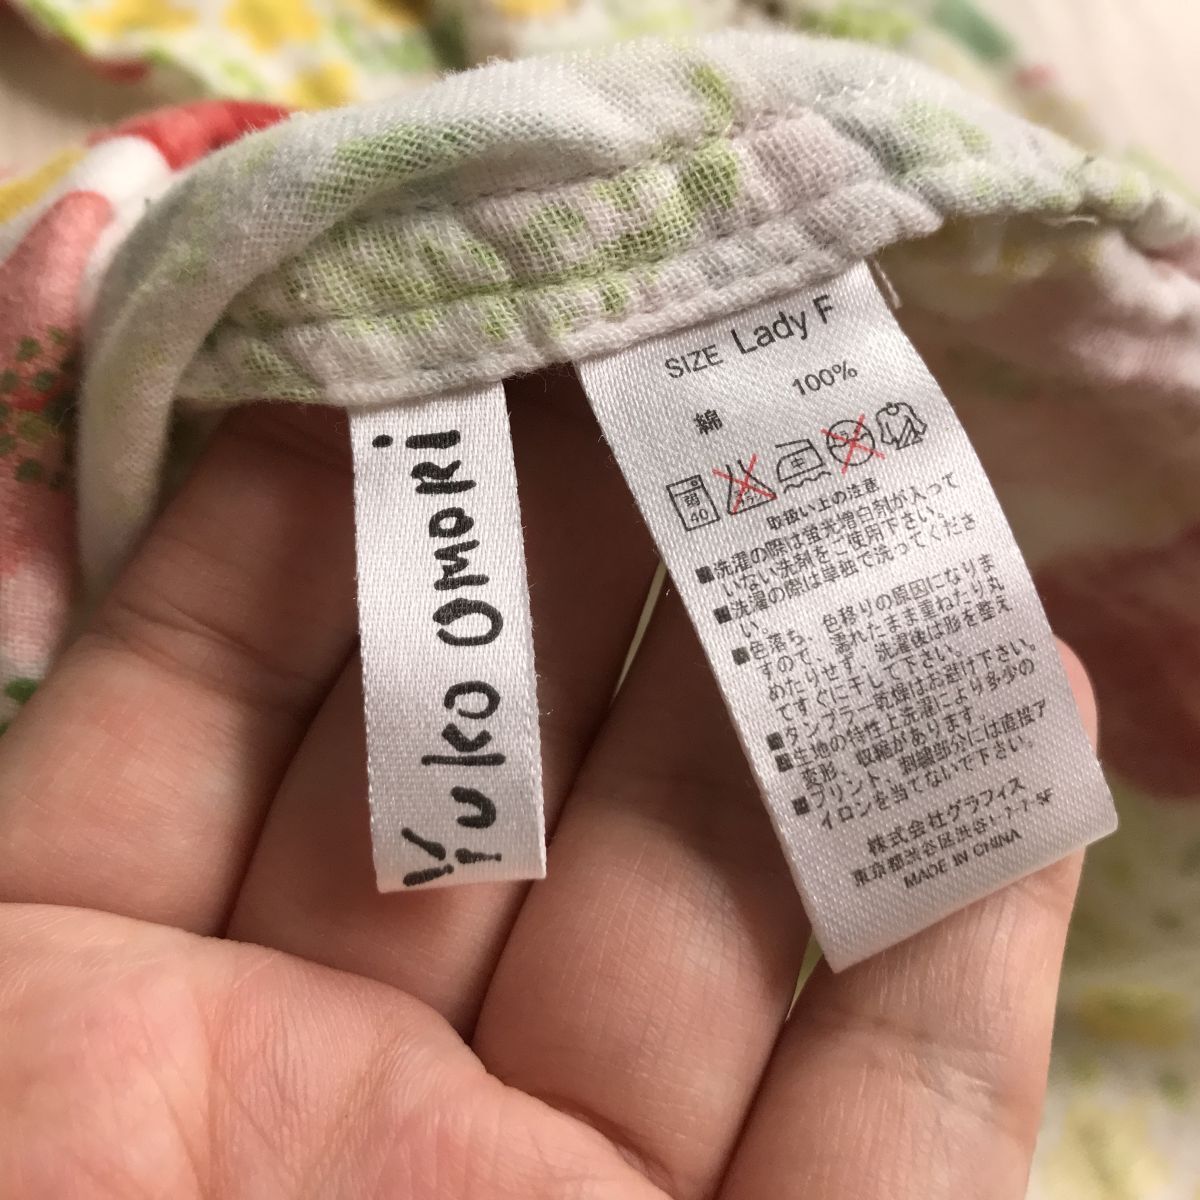 Yuko OMORi
SIZE Lady F
綿 100%
弱
40
中
取扱い上の注意
■洗濯の際は蛍光増白剤が入って
いない洗剤をご使用下さい。
■洗濯の際は単独で洗ってくださ
い。
■色落ち、色移りの原因になりま
すので、濡れたまま重ねたり丸
めたりせず、洗濯後は形を整え
てすぐに干して下さい。
■タンブラー乾燥はお避け下さい。
■生地の特性上洗濯により多少の
変形、収縮があります。
■プリント、刺繍部分には直接ア
イロンを当てないで下さい。
株式会社グラフィス
東京都渋谷区渋谷1-7-7-5F
MADE IN CHINA